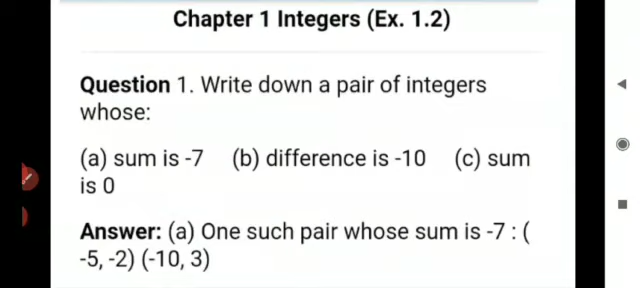 Chapter 1 Integers (Ex. 1.2)
Question 1. Write down a pair of integers
whose:
(a) sum is -7 (b) difference is -10 (c) sum
is 0
Answer: (a) One such pair whose sum is -7 : (
-5, -2) (-10, 3)